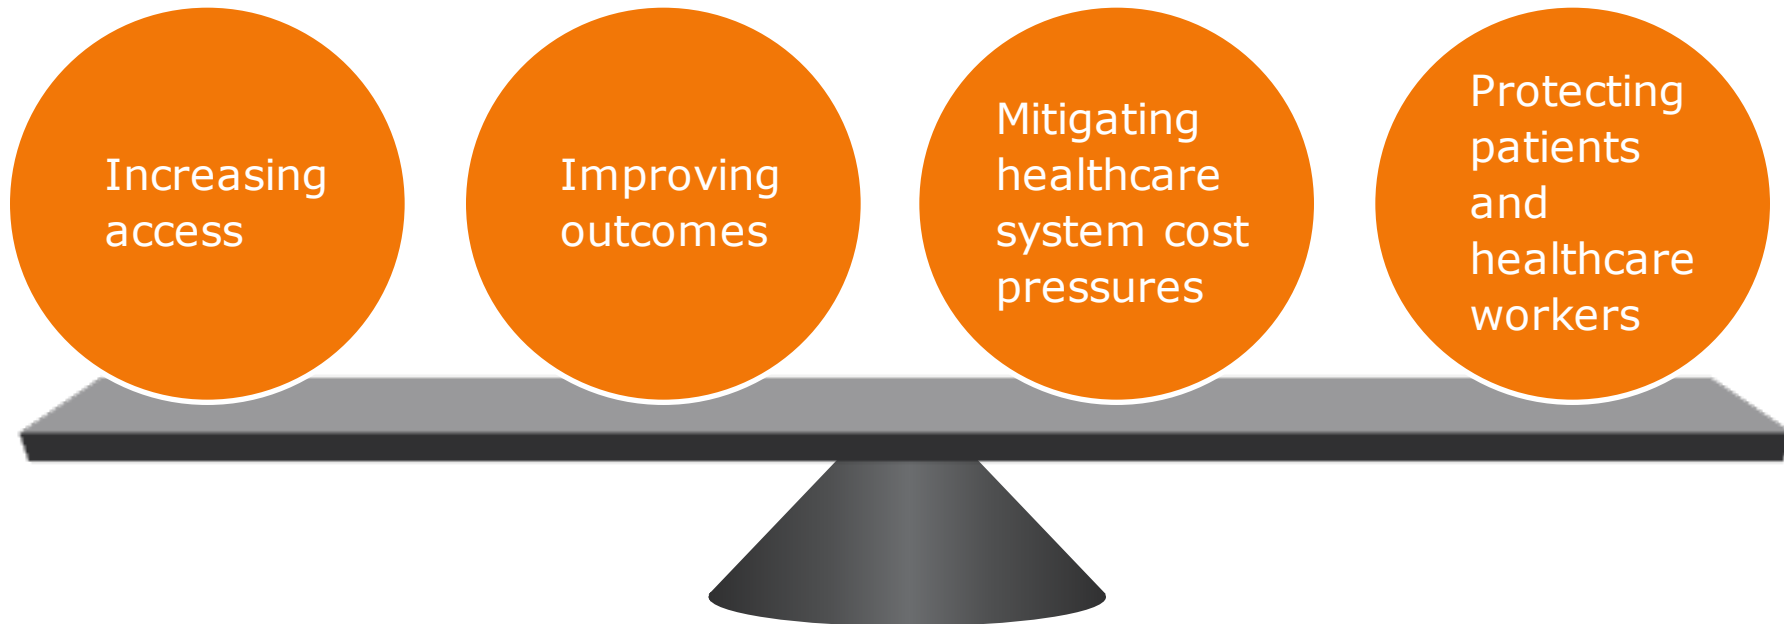 Increasing
access
Improving
outcomes
Mitigating
healthcare
system cost
pressures
Protecting
patients
and
healthcare
workers